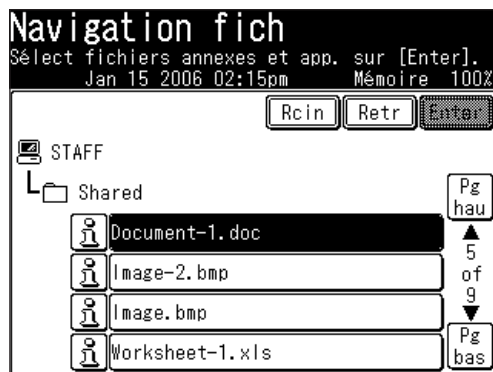 Navigation fich
Sélect fichiers annexes et app. sur [Enter].
Jan 15 2006 02:15pm Mémoire 100%
Rcin Retr Enter
STAFF
Shared
Pg
hau
Document-1.doc
5
Image-2.bmp
of
9
Image.bmp
Worksheet-1.xls
Pg
bas